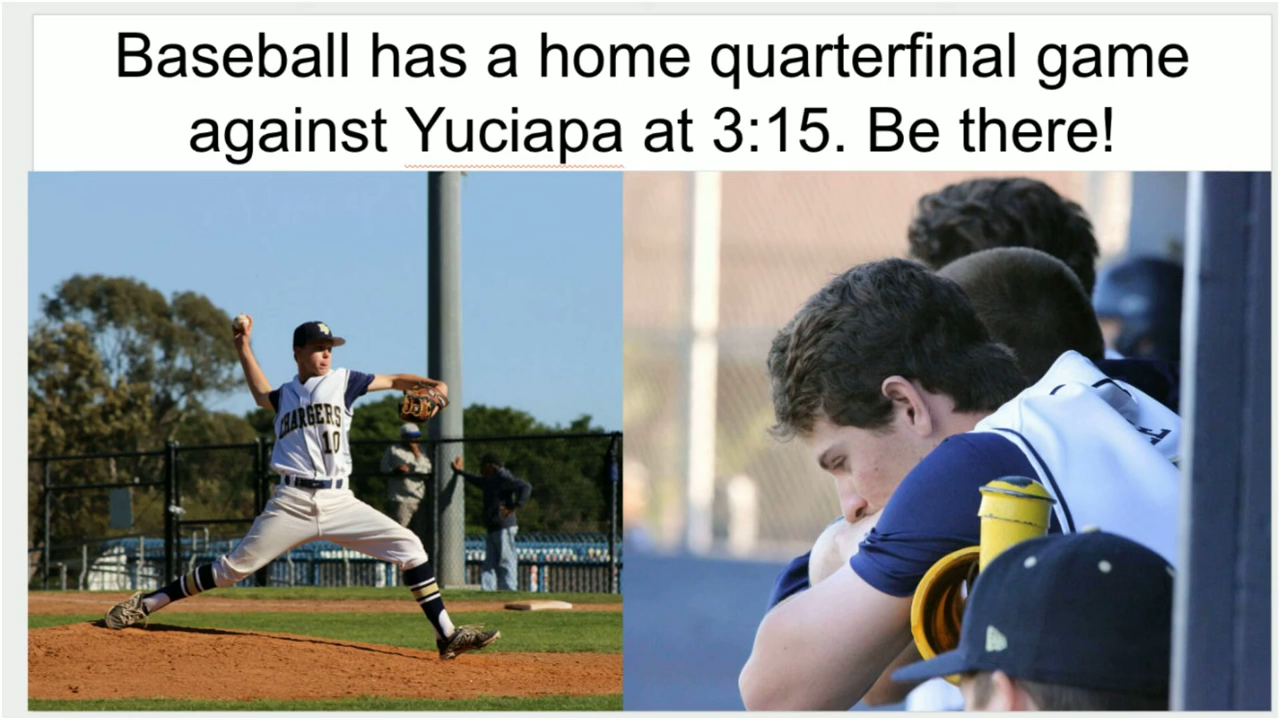 Baseball has a home quarterfinal game
against Yuciapa at 3:15. Be there!
CHARGERS
10